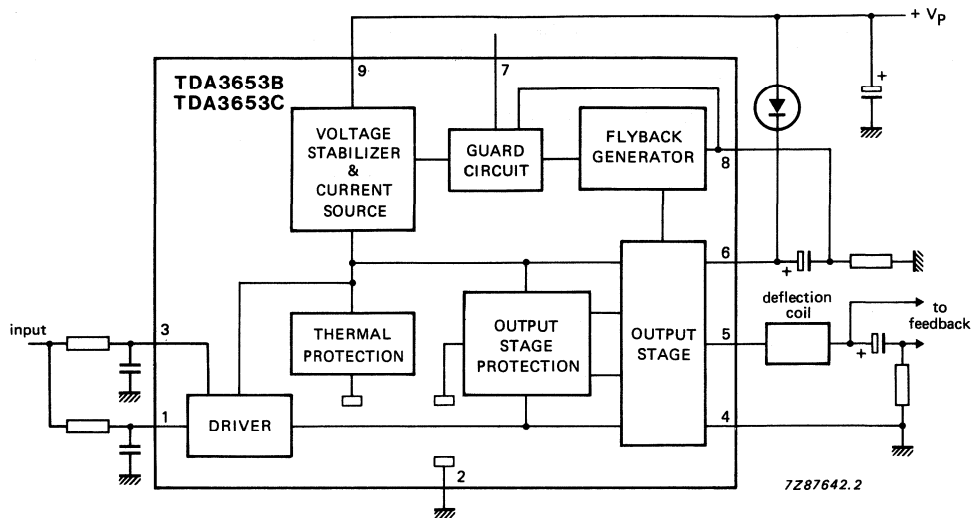 + Vp
9
7
TDA3653B
TDA3653C
+
VOLTAGE
STABILIZER
&
CURRENT
SOURCE
GUARD
CIRCUIT
FLYBACK
GENERATOR
8
6
+
deflection
coil
to
feedback
input
3
THERMAL
PROTECTION
OUTPUT
STAGE
PROTECTION
OUTPUT
STAGE
5
+
1
DRIVER
4
2
7Z87642.2